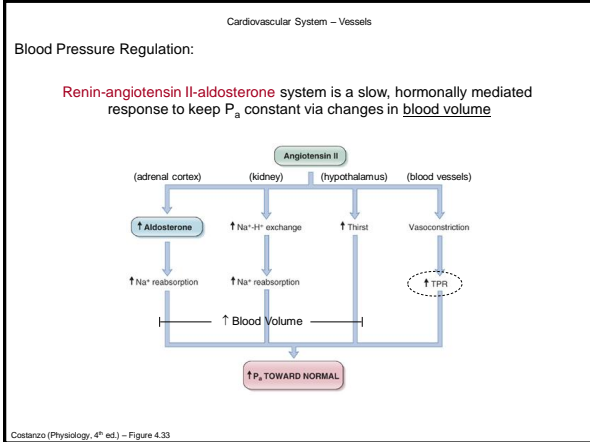 Cardiovascular System – Vessels
Blood Pressure Regulation:
Renin-angiotensin II-aldosterone system is a slow, hormonally mediated
response to keep Pa constant via changes in blood volume
Angiotensin II
(adrenal cortex) (kidney) (hypothalamus) (blood vessels)
↑ Aldosterone ↑ Na⁺-H⁺ exchange ↑ Thirst Vasoconstriction
↑ Na⁺ reabsorption ↑ Na⁺ reabsorption ↑ TPR
↑ Blood Volume
↑ Pa TOWARD NORMAL
Costanzo (Physiology, 4th ed.) – Figure 4.33